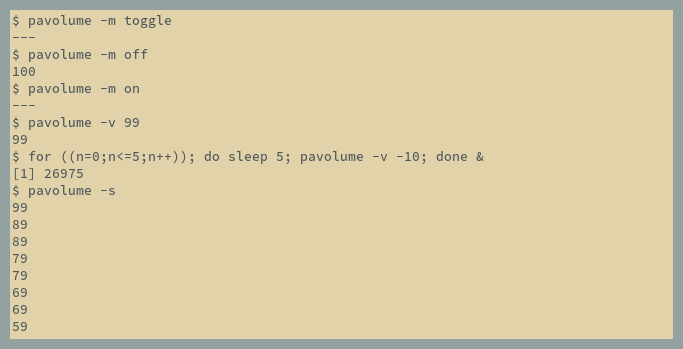 $ pavolume -m toggle
---
$ pavolume -m off
100
$ pavolume -m on
---
$ pavolume -v 99
99
$ for ((n=0;n<=5;n++)); do sleep 5; pavolume -v -10; done &
[1] 26975
$ pavolume -s
99
89
89
79
79
69
69
59